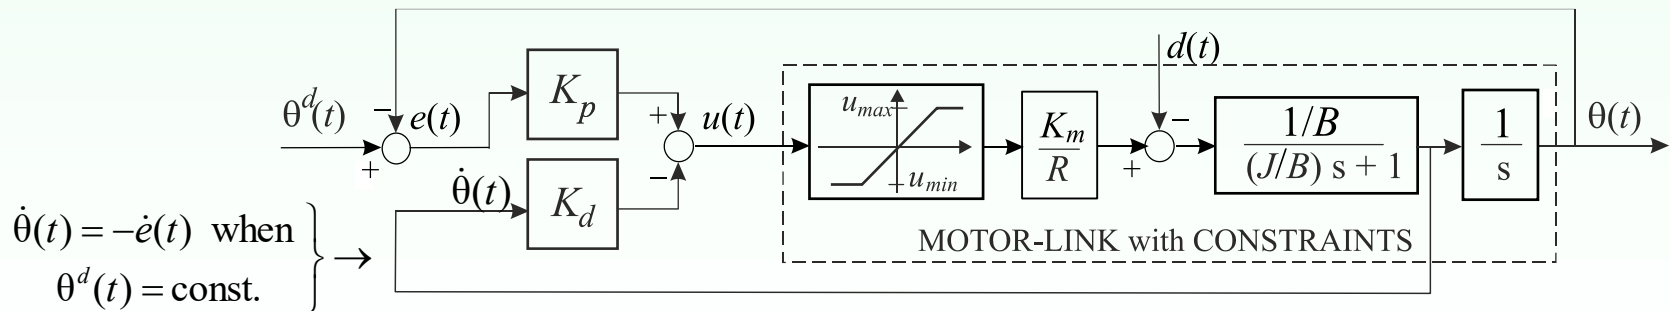 θ^d(t)
−
+
e(t)
K_p
+
−
u(t)
θ̇(t)
K_d
u_max
u_min
K_m
R
d(t)
−
+
1/B
(J/B) s + 1
1
s
θ(t)
MOTOR-LINK with CONSTRAINTS
θ̇(t) = −ė(t) when
θ^d(t) = const.
} →